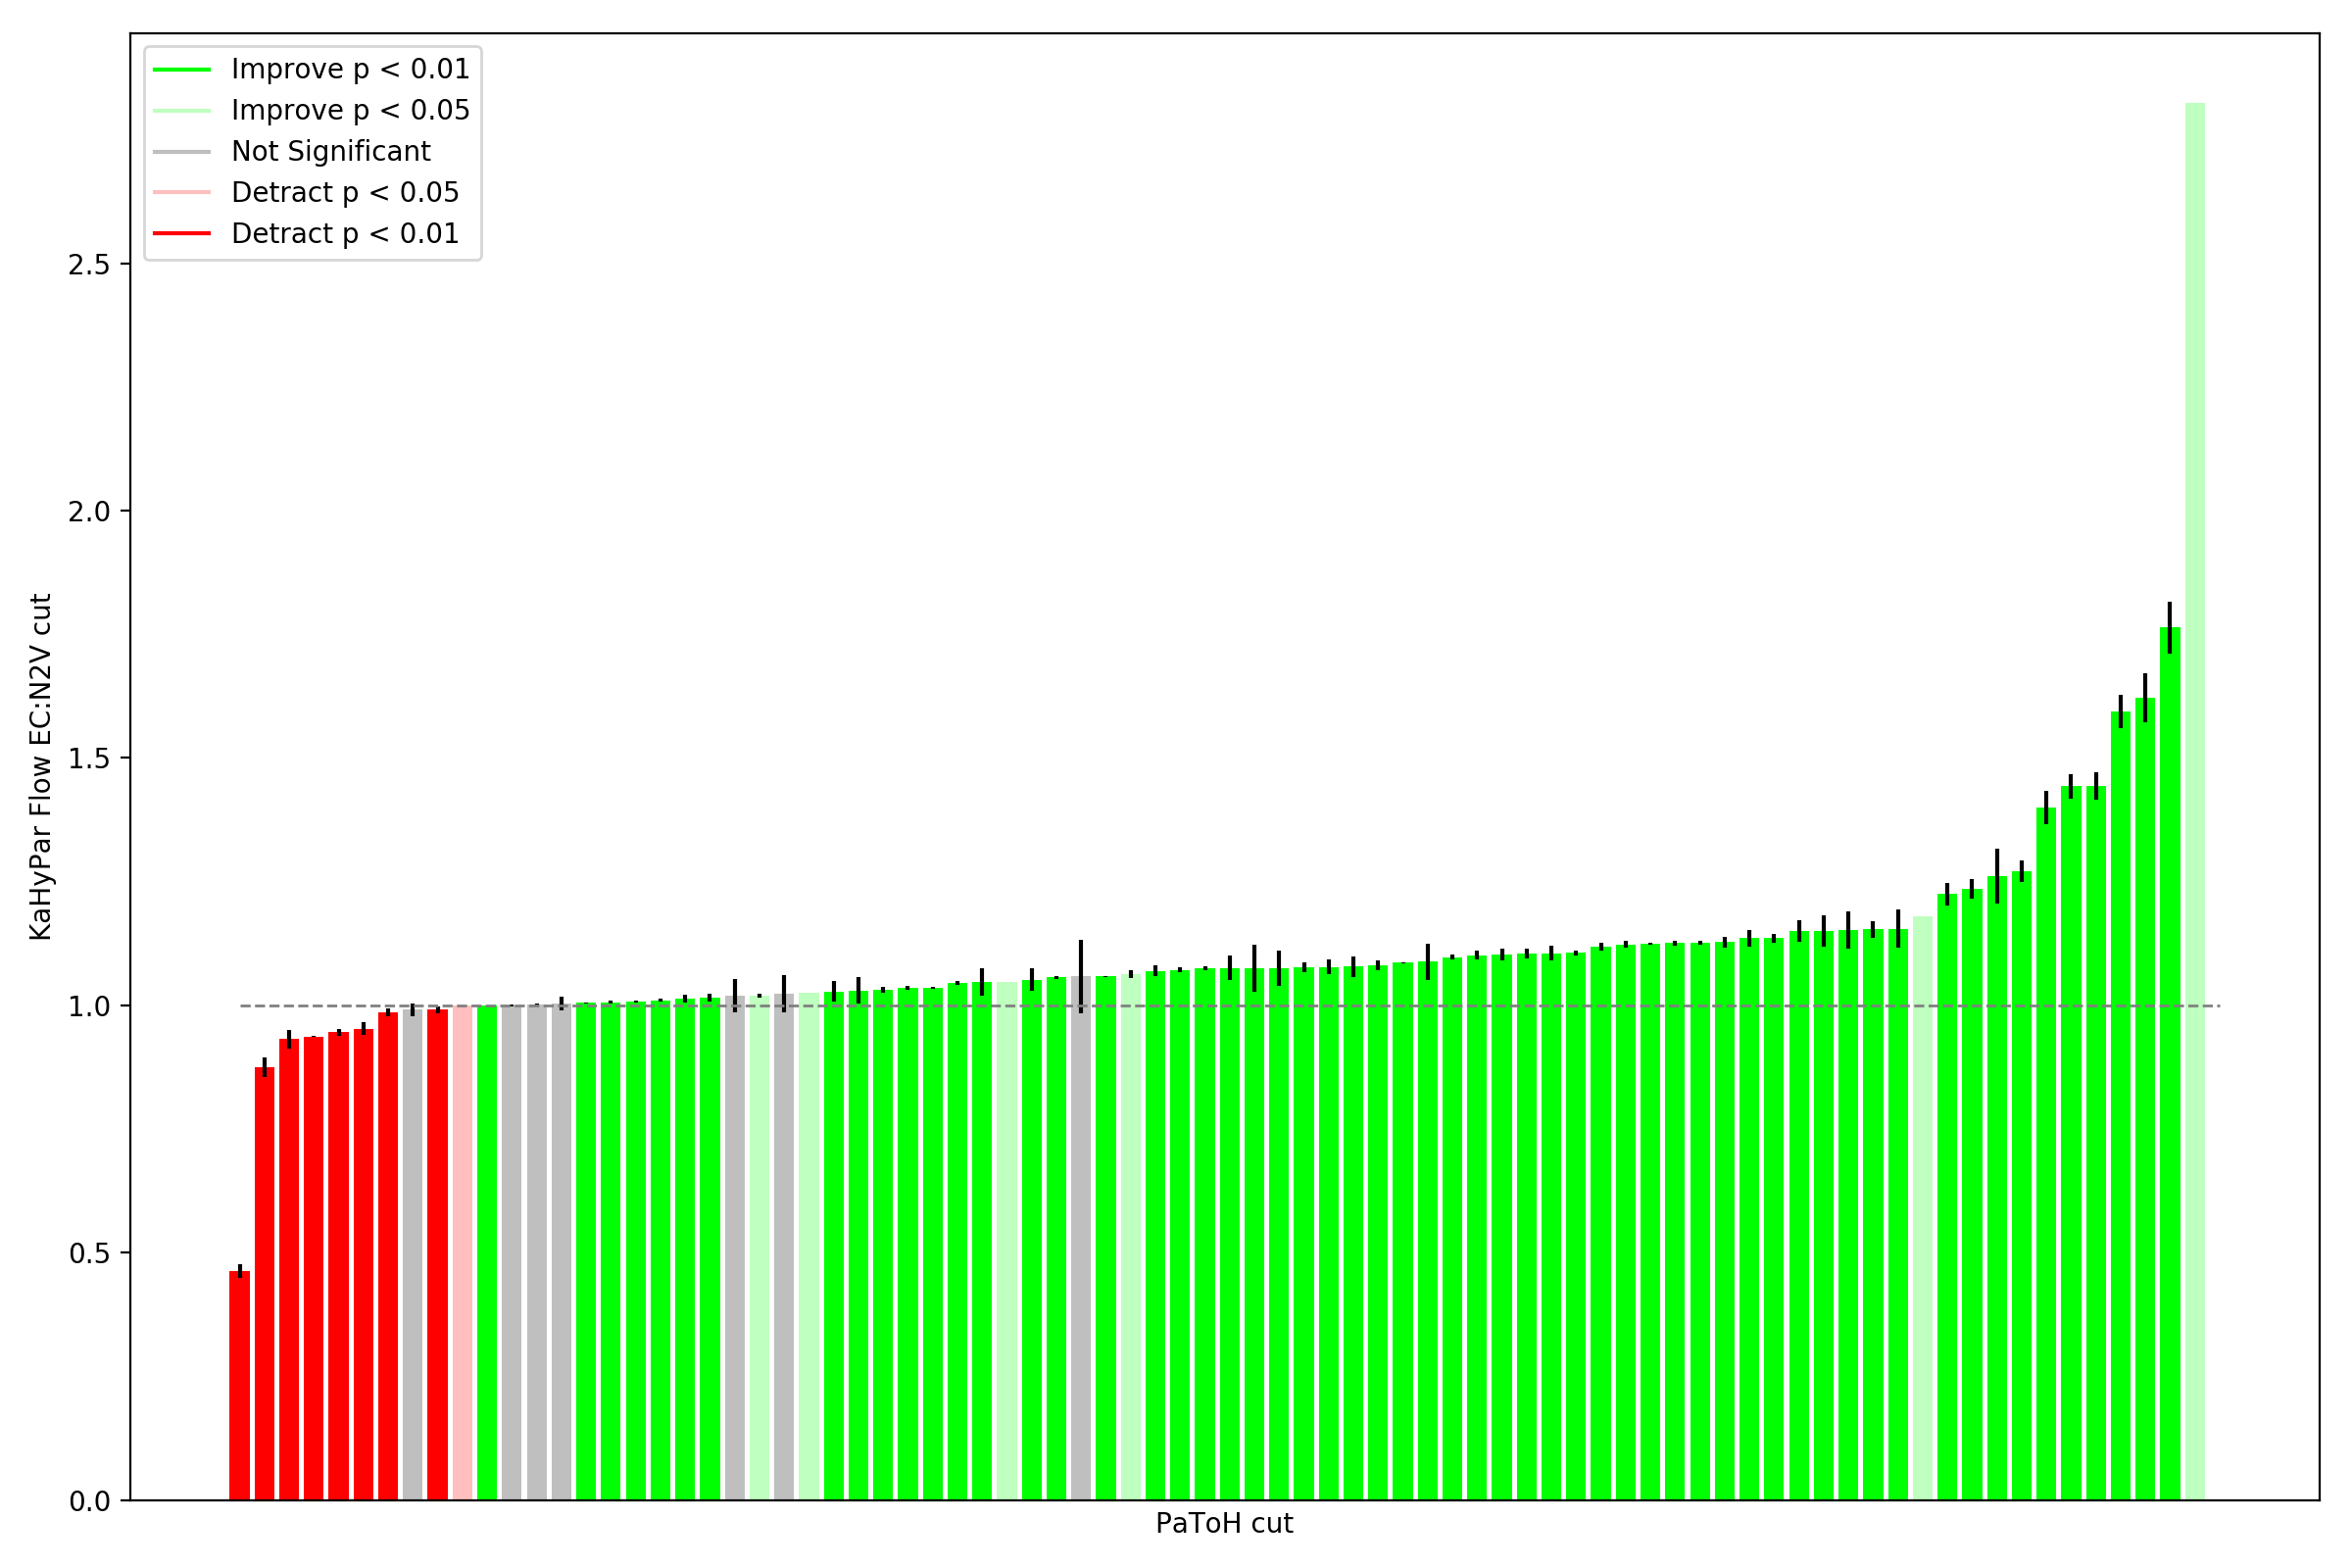 Improve p < 0.01
Improve p < 0.05
Not Significant
Detract p < 0.05
Detract p < 0.01
2.5
2.0
1.5
1.0
0.5
0.0
KaHyPar Flow EC:N2V cut
PaToH cut